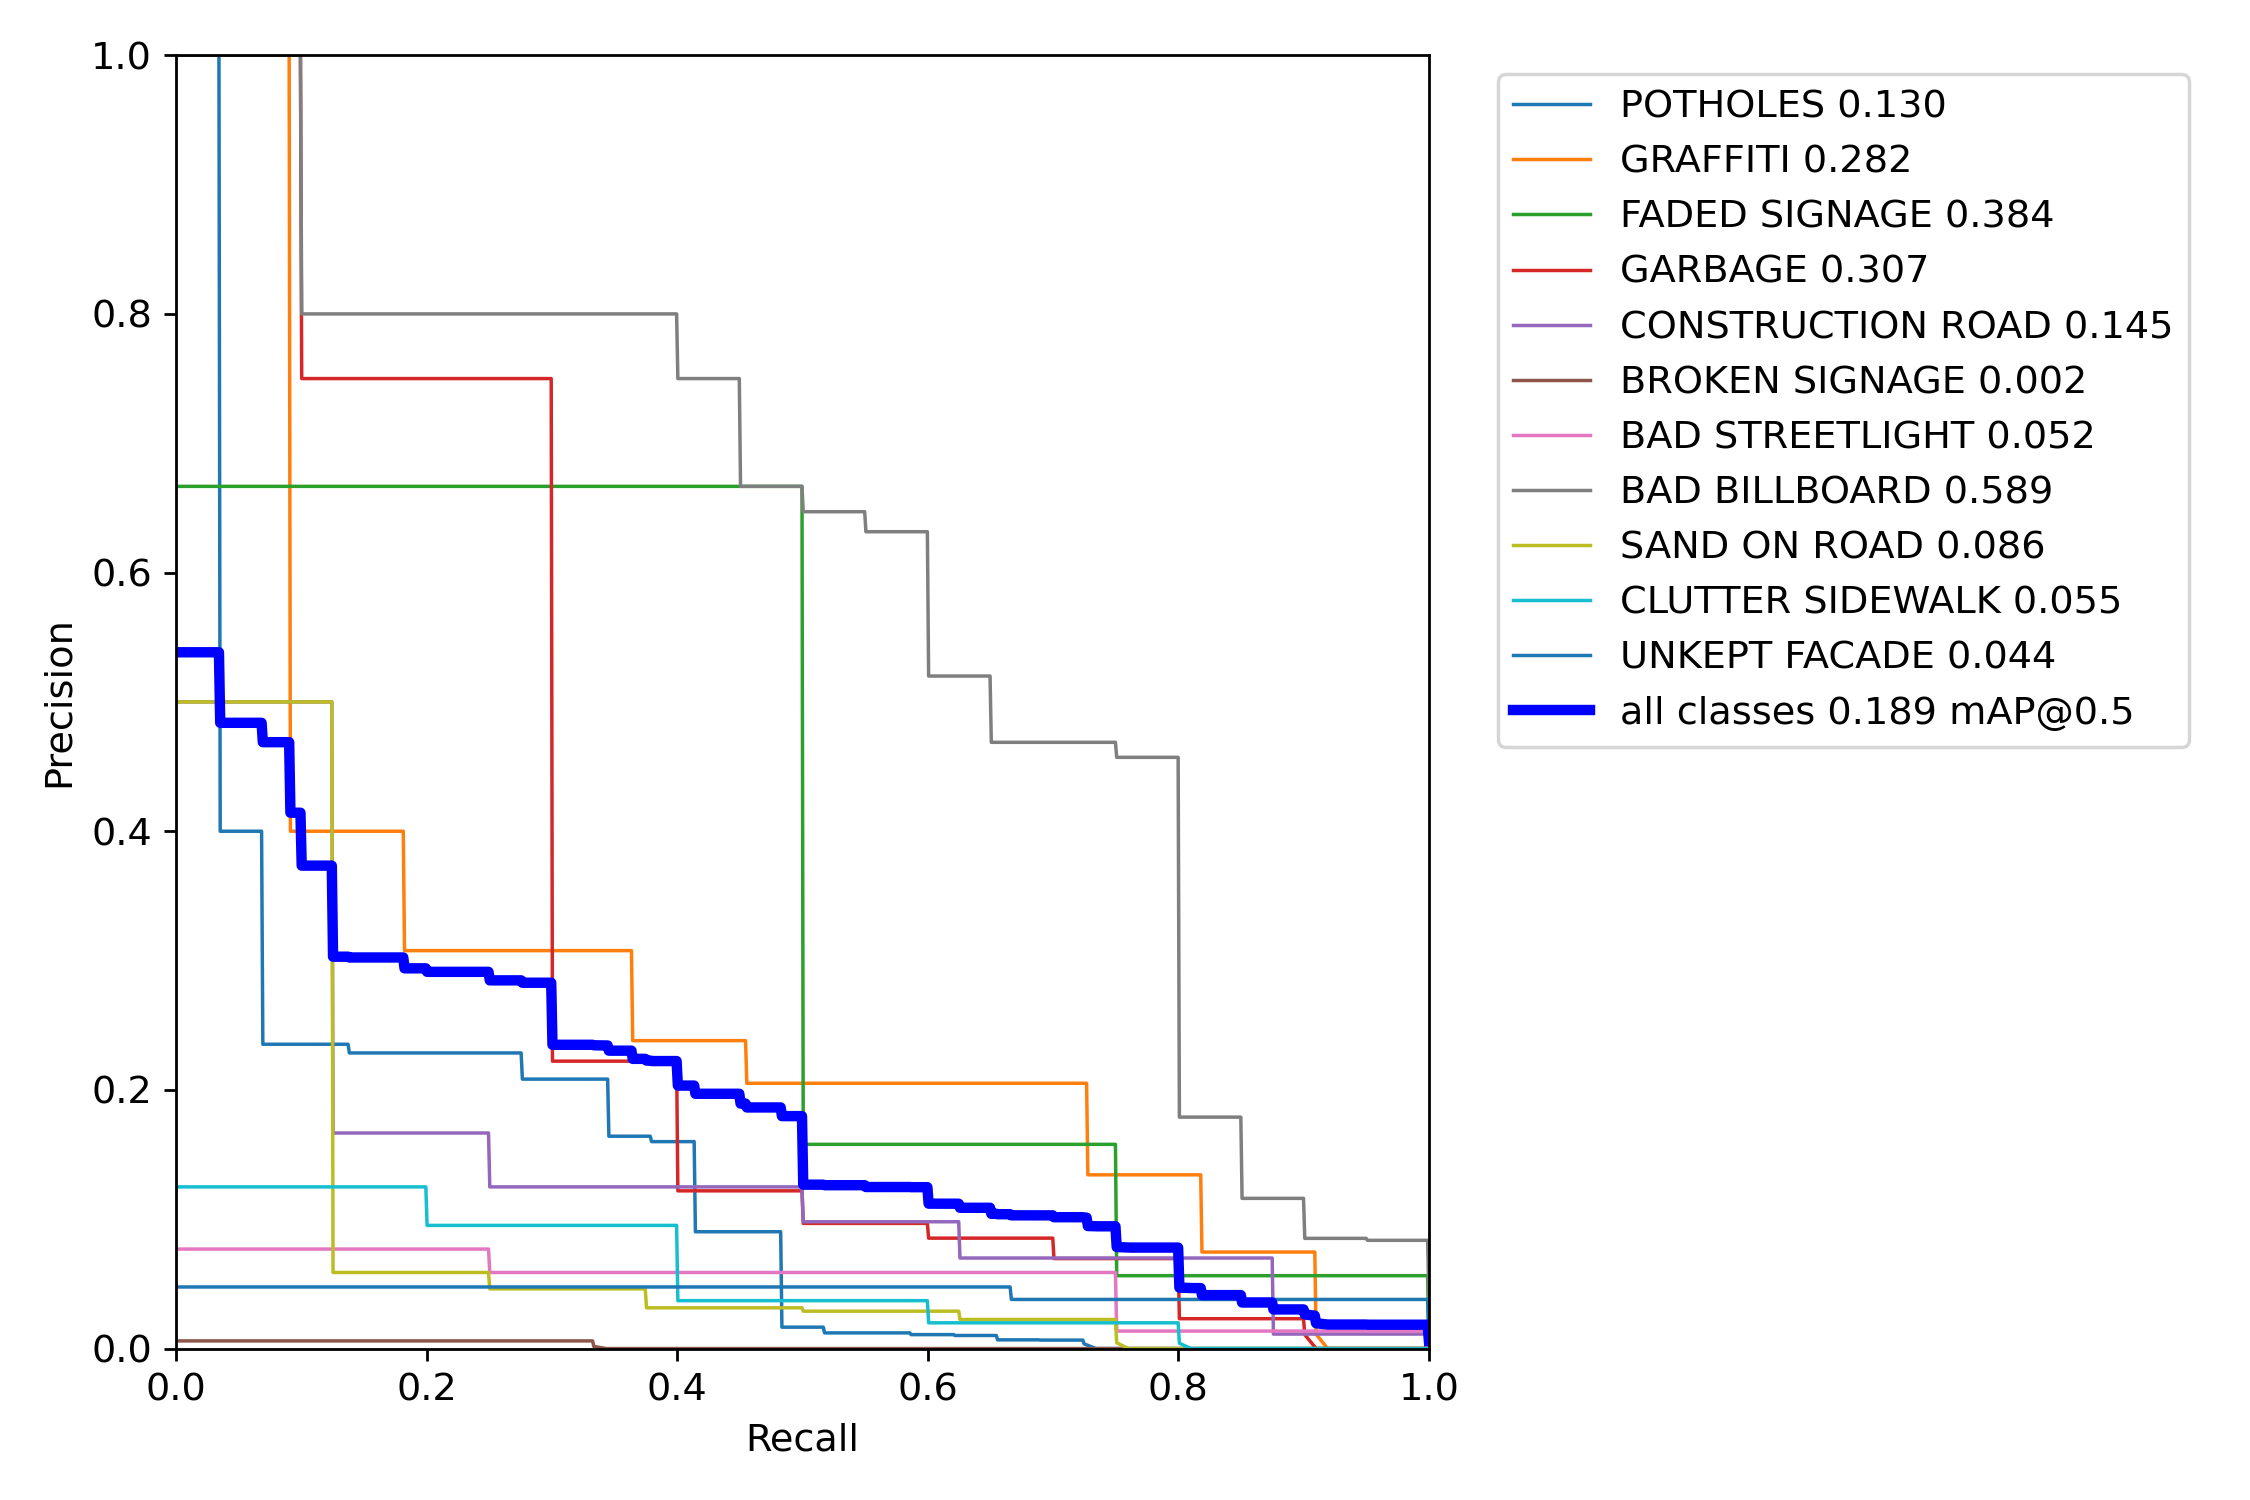 1.0
0.8
0.6
0.4
0.2
0.0
0.0 0.2 0.4 0.6 0.8 1.0
Precision
Recall
POTHOLES 0.130
GRAFFITI 0.282
FADED SIGNAGE 0.384
GARBAGE 0.307
CONSTRUCTION ROAD 0.145
BROKEN SIGNAGE 0.002
BAD STREETLIGHT 0.052
BAD BILLBOARD 0.589
SAND ON ROAD 0.086
CLUTTER SIDEWALK 0.055
UNKEPT FACADE 0.044
all classes 0.189 mAP@0.5